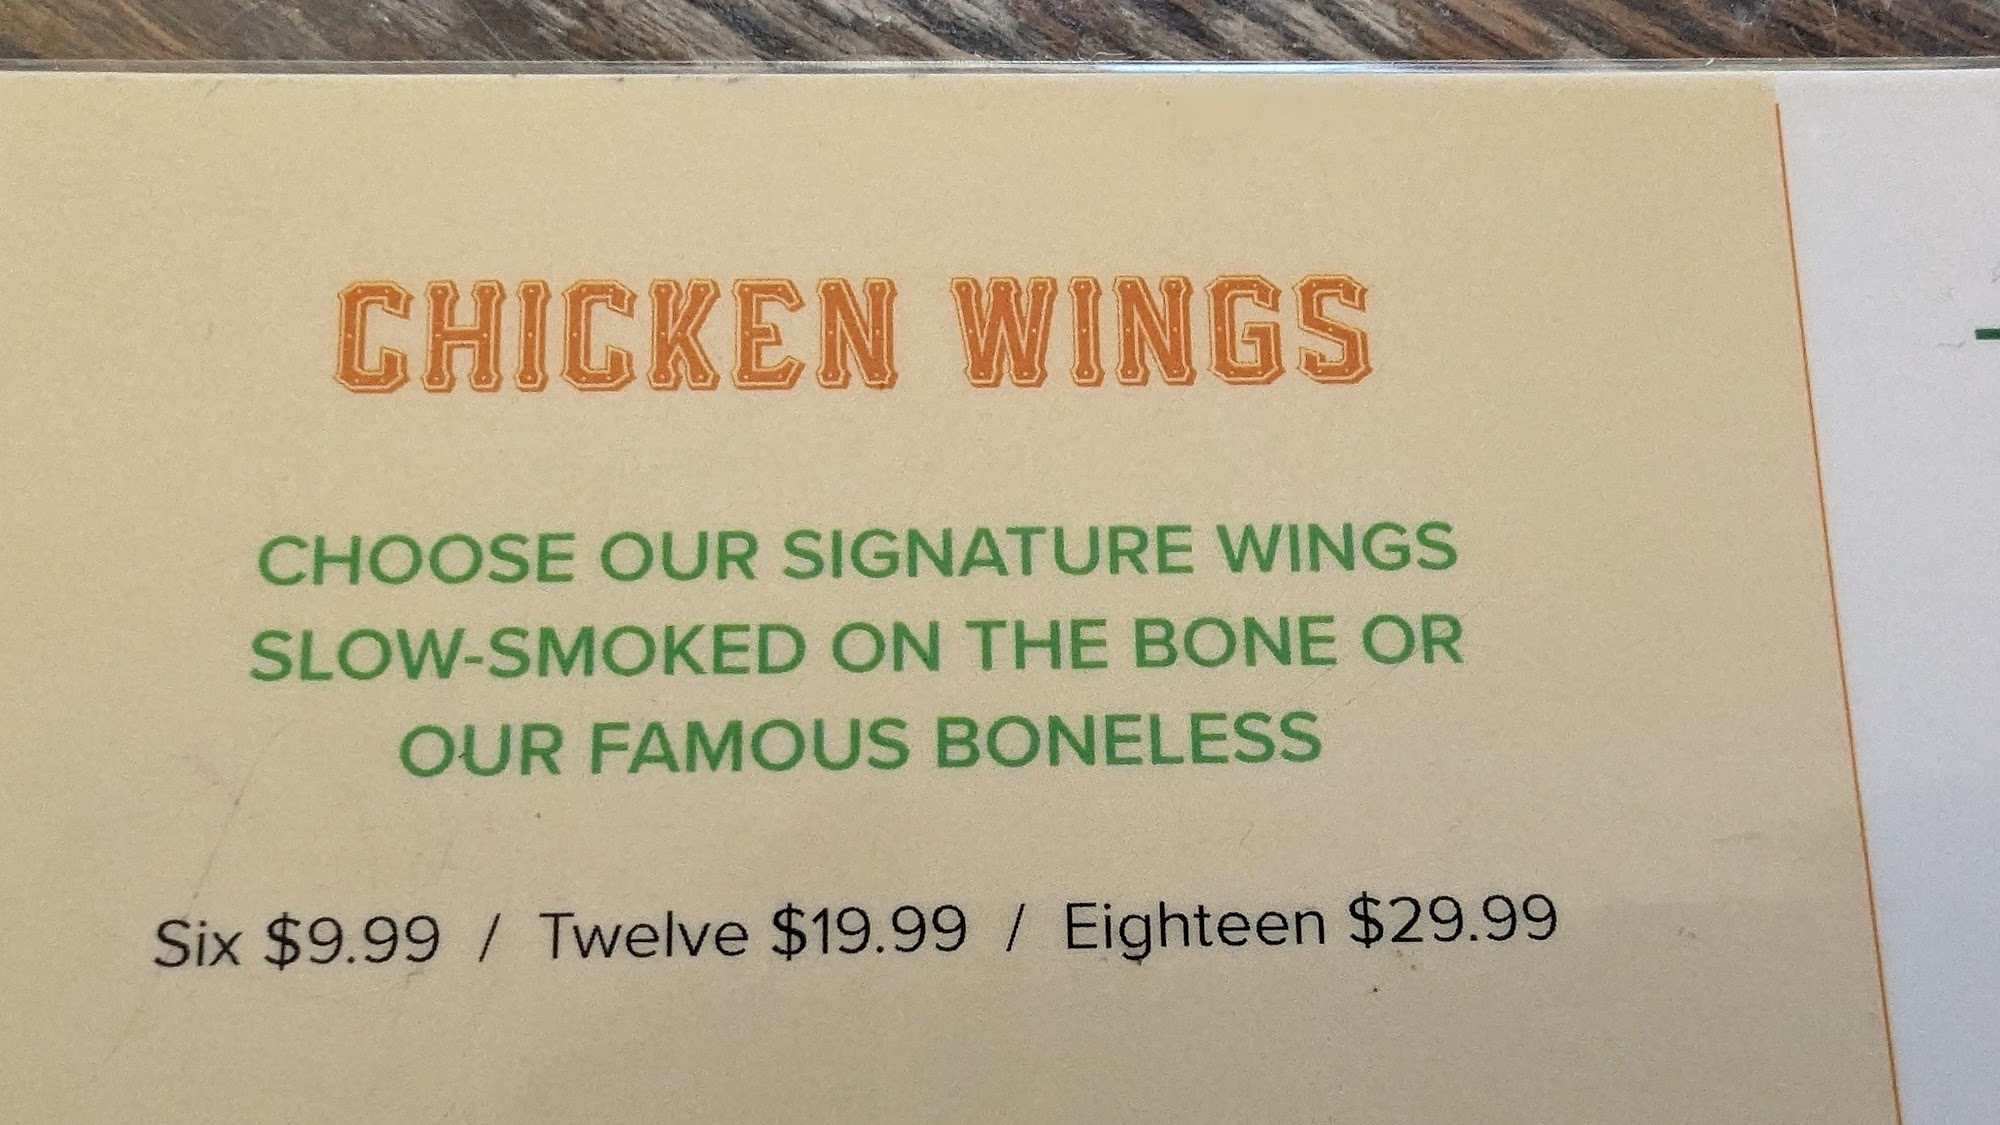 CHICKEN WINGS
CHOOSE OUR SIGNATURE WINGS
SLOW-SMOKED ON THE BONE OR
OUR FAMOUS BONELESS
Six $9.99 / Twelve $19.99 / Eighteen $29.99